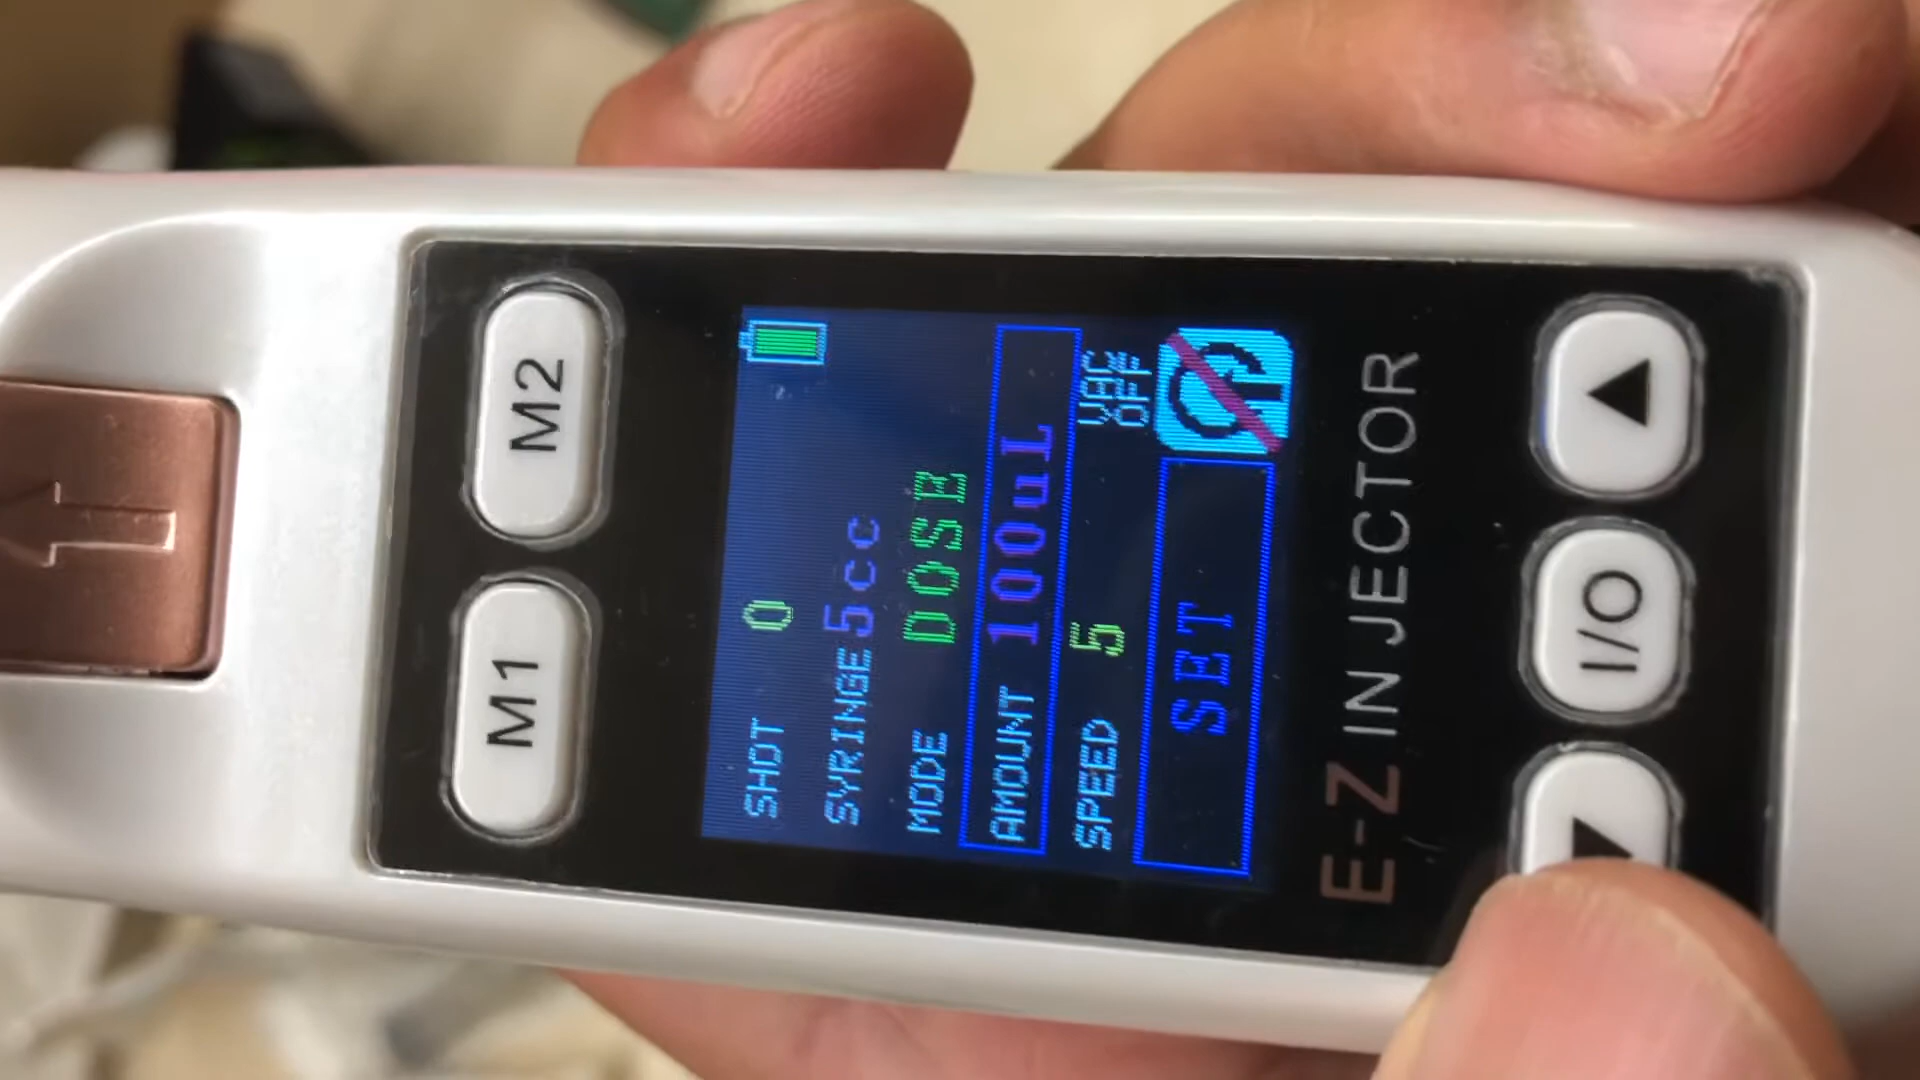 SHOT 0
SYRINGE 5cc
MODE DOSE
AMOUNT 100uL
SPEED 5
VAC
OFF
SET
E-Z INJECTOR
M1 M2
I/O